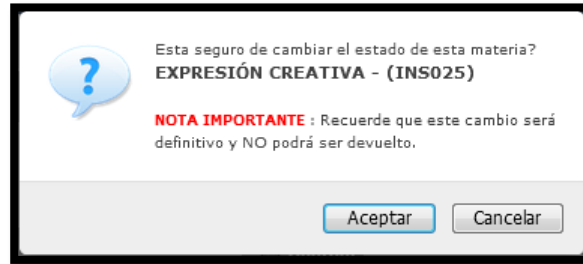 Esta seguro de cambiar el estado de esta materia?
EXPRESIÓN CREATIVA - (INS025)
NOTA IMPORTANTE : Recuerde que este cambio será
definitivo y NO podrá ser devuelto.
Aceptar Cancelar